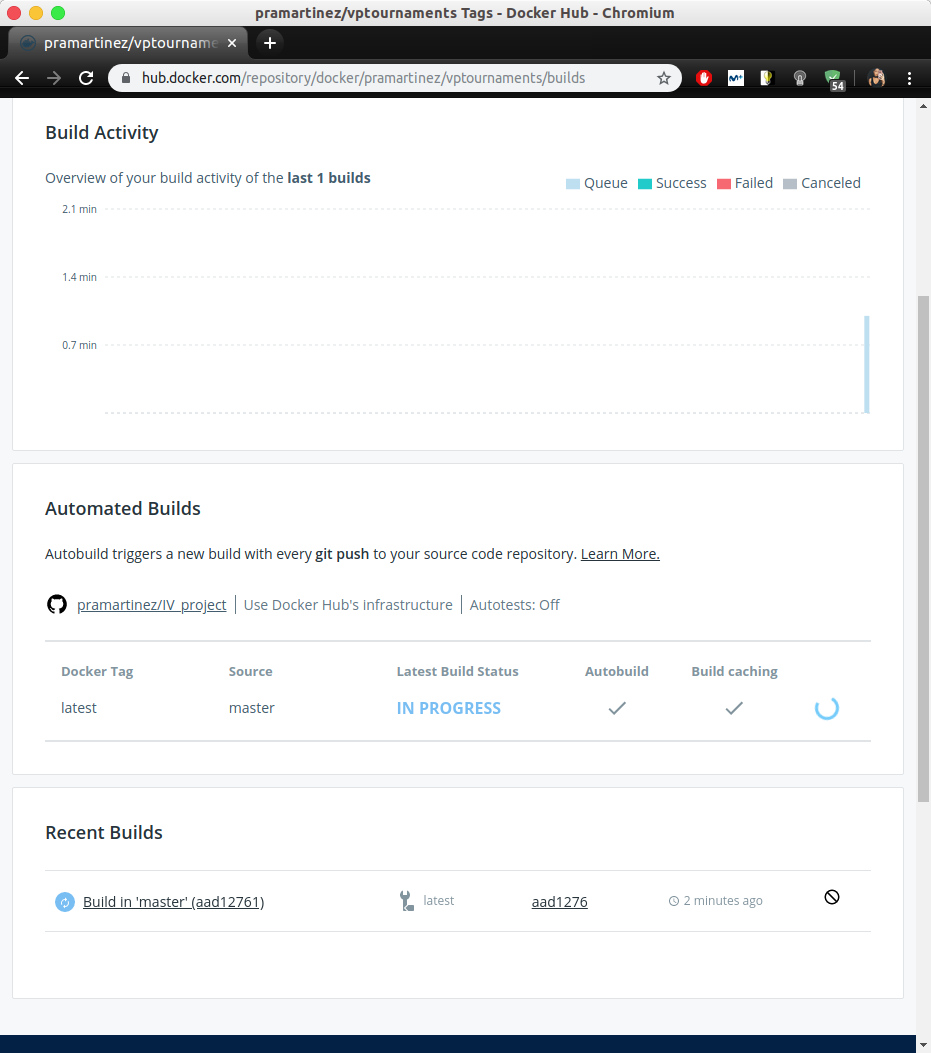 pramartinez/vptournaments Tags - Docker Hub - Chromium
pramartinez/vptourname
hub.docker.com/repository/docker/pramartinez/vptournaments/builds
M+
54
Build Activity
Overview of your build activity of the last 1 builds
Queue Success Failed Canceled
2.1 min
1.4 min
0.7 min
Automated Builds
Autobuild triggers a new build with every git push to your source code repository. Learn More.
pramartinez/IV_project | Use Docker Hub's infrastructure | Autotests: Off
Docker Tag Source Latest Build Status Autobuild Build caching
latest master IN PROGRESS
Recent Builds
Build in 'master' (aad12761) latest aad1276 2 minutes ago